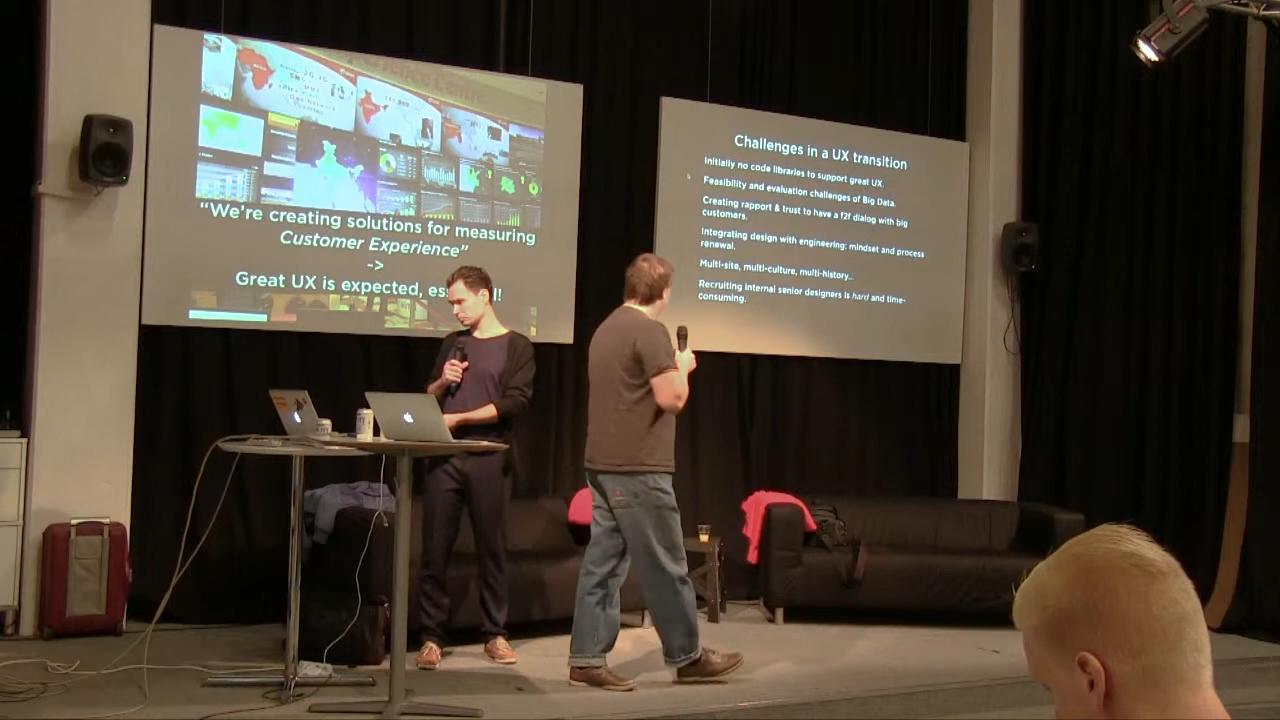 "We're creating solutions for measuring
Customer Experience"
->
Great UX is expected,
Challenges in a UX transition
Initially no code libraries to support great UX.
Feasibility and evaluation challenges of Big Data.
Creating rapport & trust to have a f2f dialog with big
customers.
Integrating design with engineering: mindset and process
renewal.
Multi-site, multi-culture, multi-history...
Recruiting internal senior designers is hard and time-
consuming.